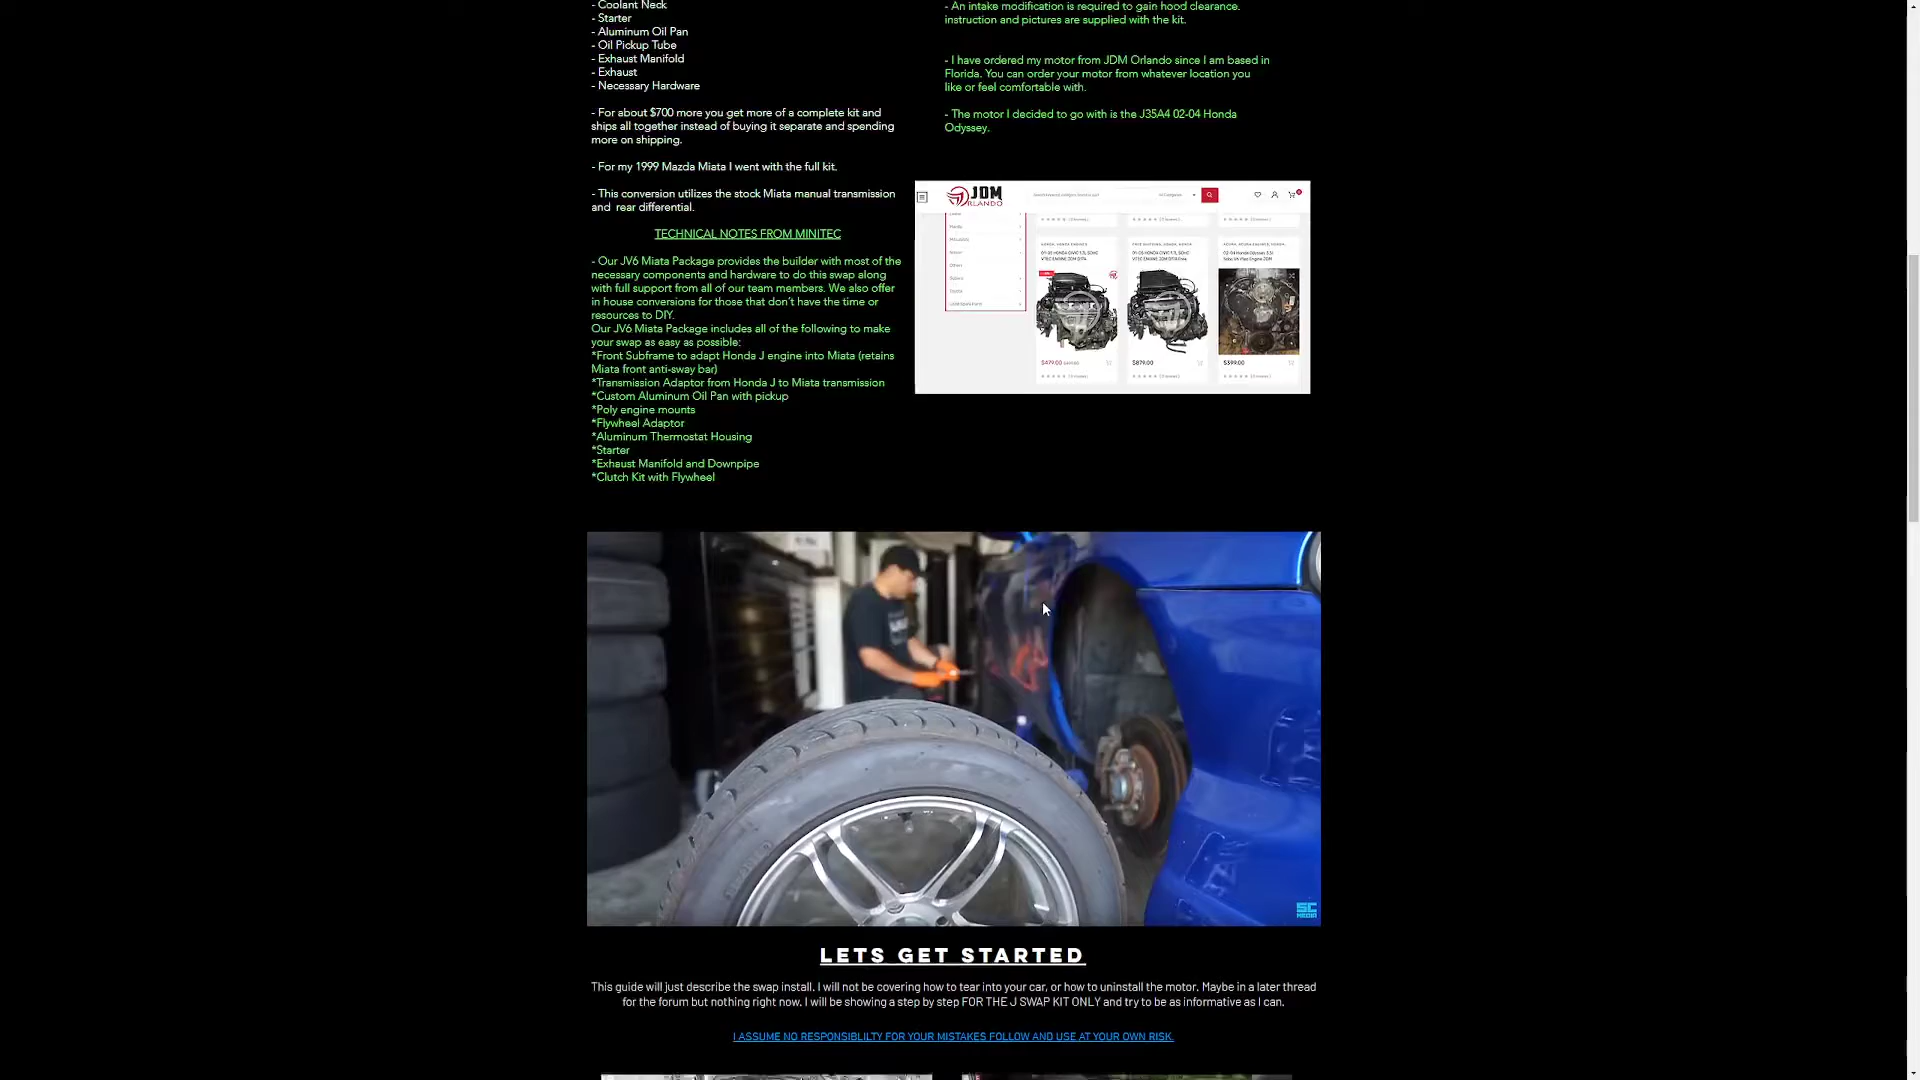 - Coolant Neck
- Starter
- Aluminum Oil Pan
- Oil Pickup Tube
- Exhaust Manifold
- Exhaust
- Necessary Hardware
- For about $700 more you get more of a complete kit and
ships all together instead of buying it separate and spending
more on shipping.
- For my 1999 Mazda Miata I went with the full kit.
- This conversion utilizes the stock Miata manual transmission
and rear differential.
TECHNICAL NOTES FROM MINITEC
- Our JV6 Miata Package provides the builder with most of the
necessary components and hardware to do this swap along
with full support from all of our team members. We also offer
in house conversions for those that don't have the time or
resources to DIY.
Our JV6 Miata Package includes all of the following to make
your swap as easy as possible:
*Front Subframe to adapt Honda J engine into Miata (retains
Miata front anti-sway bar)
*Transmission Adaptor from Honda J to Miata transmission
*Custom Aluminum Oil Pan with pickup
*Poly engine mounts
*Flywheel Adaptor
*Aluminum Thermostat Housing
*Starter
*Exhaust Manifold and Downpipe
*Clutch Kit with Flywheel
- An intake modification is required to gain hood clearance.
instruction and pictures are supplied with the kit.
- I have ordered my motor from JDM Orlando since I am based in
Florida. You can order your motor from whatever location you
like or feel comfortable with.
- The motor I decided to go with is the J35A4 02-04 Honda
Odyssey.
JDM
ORLANDO
$479.00
$879.00
$399.00
SC
MEDIA
LETS GET STARTED
This guide will just describe the swap install. I will not be covering how to tear into your car, or how to uninstall the motor. Maybe in a later thread
for the forum but nothing right now. I will be showing a step by step FOR THE J SWAP KIT ONLY and try to be as informative as I can.
I ASSUME NO RESPONSIBLILTY FOR YOUR MISTAKES FOLLOW AND USE AT YOUR OWN RISK.